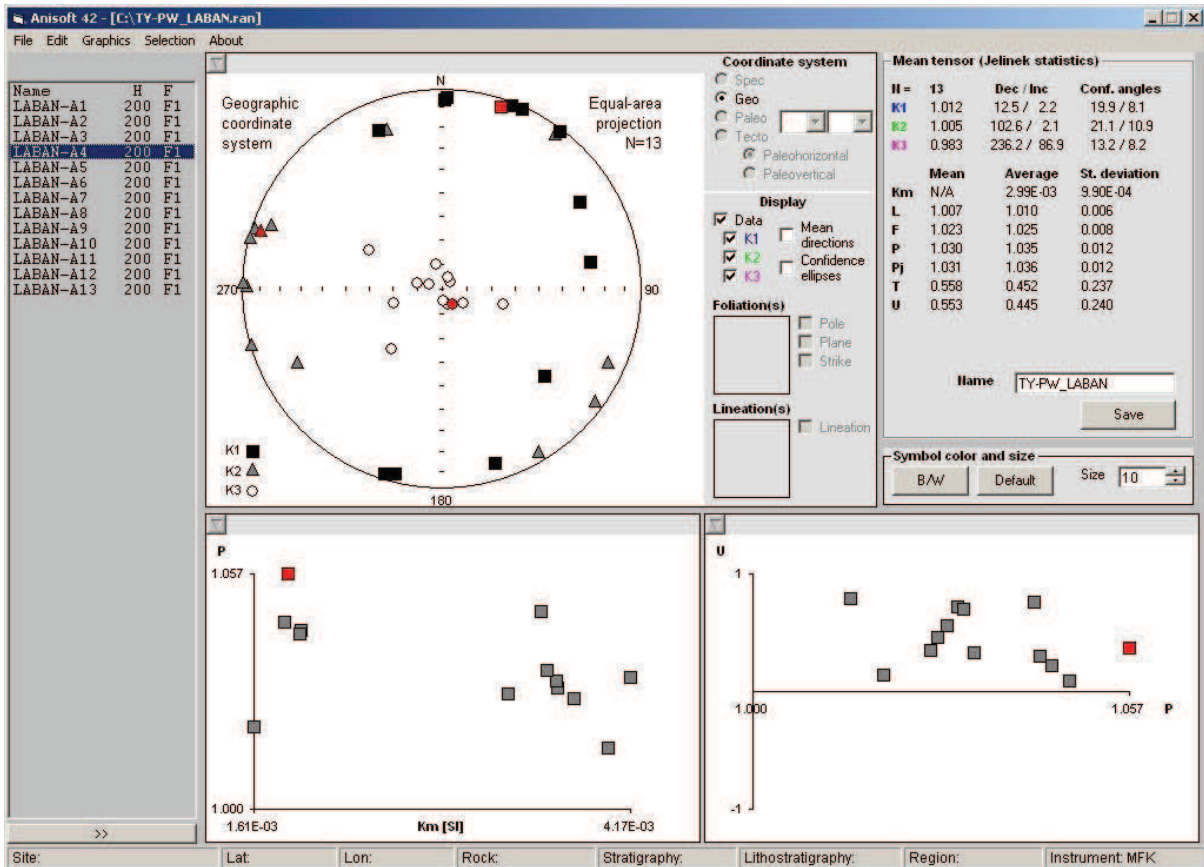 Anisoft 42 - [C:\TY-PW_LABAN.ran]
File Edit Graphics Selection About
Name H F
LABAN-A1 200 F1
LABAN-A2 200 F1
LABAN-A3 200 F1
LABAN-A4 200 F1
LABAN-A5 200 F1
LABAN-A6 200 F1
LABAN-A7 200 F1
LABAN-A8 200 F1
LABAN-A9 200 F1
LABAN-A10 200 F1
LABAN-A11 200 F1
LABAN-A12 200 F1
LABAN-A13 200 F1
>>
N
Geographic
coordinate
system
Equal-area
projection
N=13
270
90
180
K1
K2
K3
Coordinate system
Spec
Geo
Paleo
Tecto
Paleohorizontal
Paleovertical
Display
Data
K1
K2
K3
Mean
directions
Confidence
ellipses
Foliation(s)
Pole
Plane
Strike
Lineation(s)
Lineation
Mean tensor (Jelinek statistics)
N = 13 Dec / Inc Conf. angles
K1 1.012 12.5 / 2.2 19.9 / 8.1
K2 1.005 102.6 / 2.1 21.1 / 10.9
K3 0.983 236.2 / 86.9 13.2 / 8.2
Mean Average St. deviation
Km N/A 2.99E-03 9.90E-04
L 1.007 1.010 0.006
F 1.023 1.025 0.008
P 1.030 1.035 0.012
Pj 1.031 1.036 0.012
T 0.558 0.452 0.237
U 0.553 0.445 0.240
Name TY-PW_LABAN
Save
Symbol color and size
B/W Default Size 10
P
1.057
1.000
1.61E-03 Km [SI] 4.17E-03
U
1
1.000 1.057 P
-1
Site: Lat: Lon: Rock: Stratigraphy: Lithostratigraphy: Region: Instrument: MFK